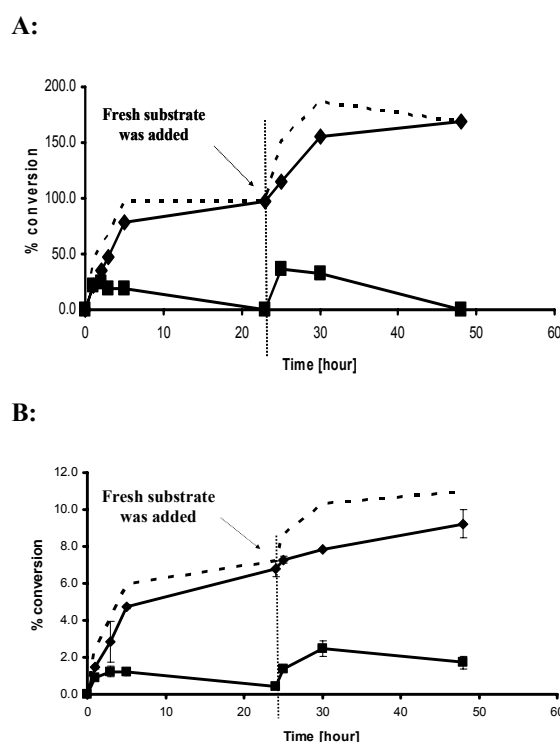 A:
200.0
150.0
100.0
50.0
0.0
% conversion
Fresh substrate
was added
0
10
20
30
40
50
60
Time [hour]
B:
12.0
10.0
8.0
6.0
4.0
2.0
0.0
% conversion
Fresh substrate
was added
0
10
20
30
40
50
60
Time [hour]